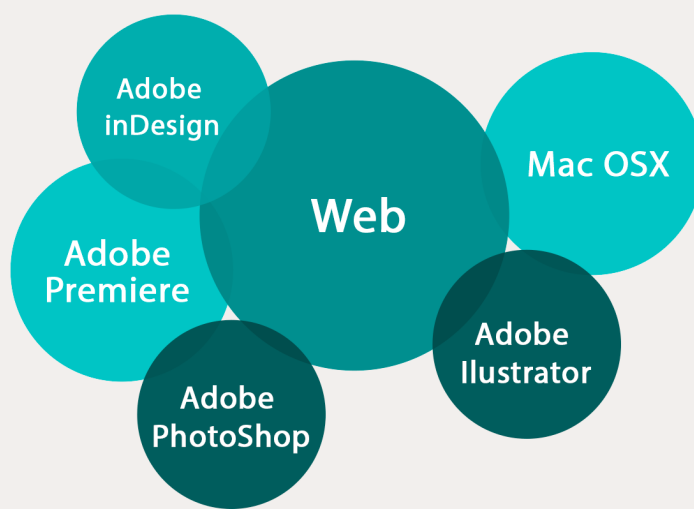 Adobe
inDesign
Web
Mac OSX
Adobe
Premiere
Adobe
Ilustrator
Adobe
PhotoShop